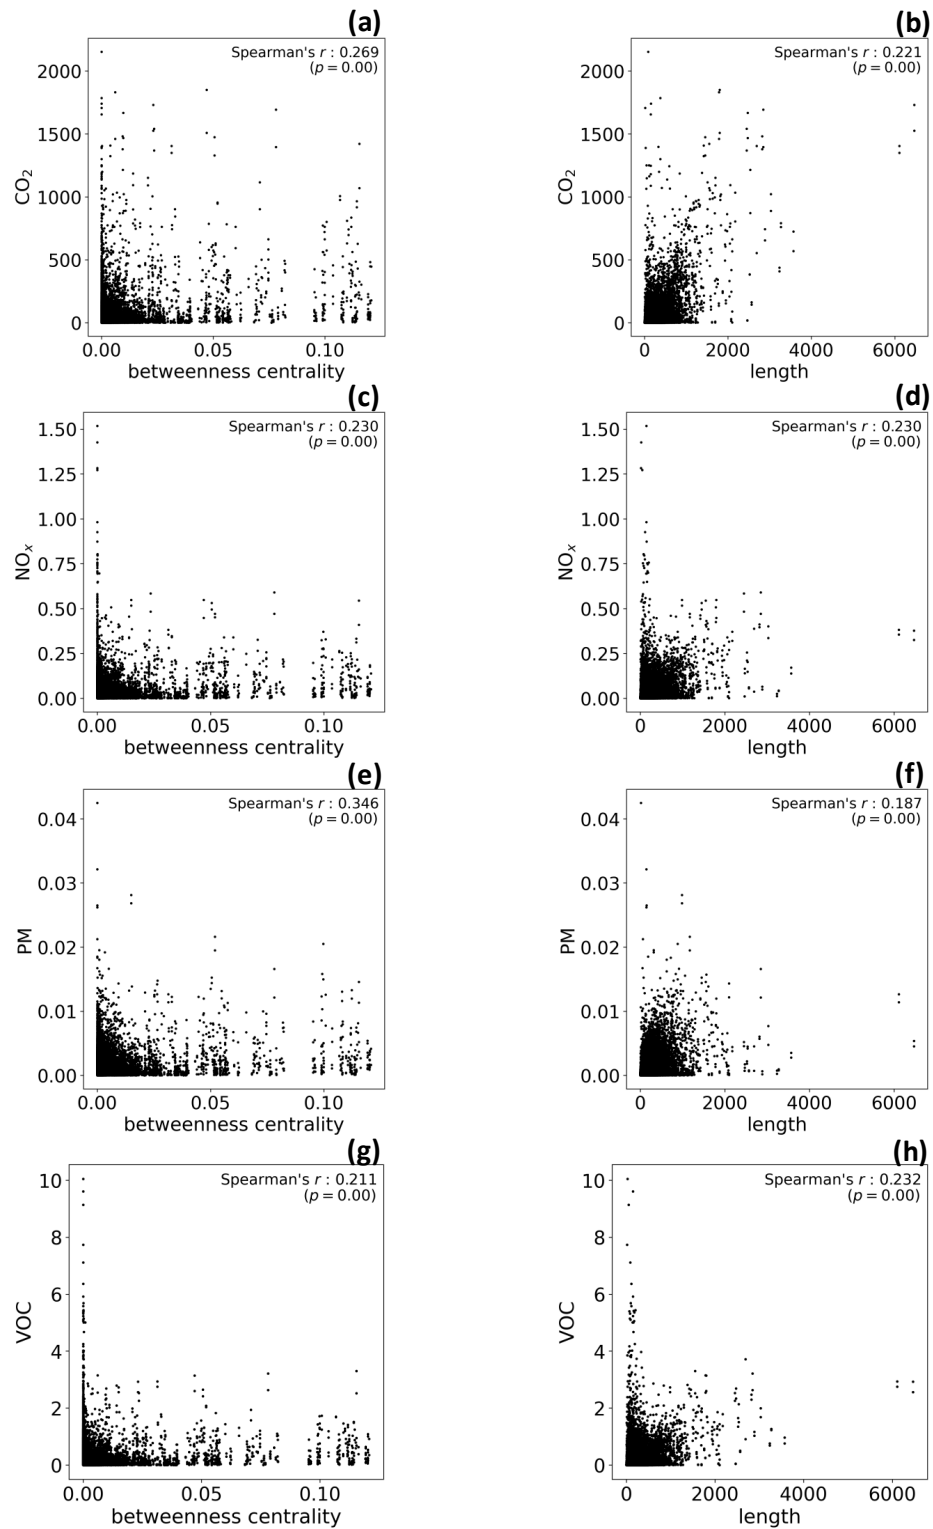 (a)
Spearman's r : 0.269
(p = 0.00)
2000
1500
1000
500
0
CO₂
0.00 0.05 0.10
betweenness centrality
(b)
Spearman's r : 0.221
(p = 0.00)
2000
1500
1000
500
0
CO₂
0 2000 4000 6000
length
(c)
Spearman's r : 0.230
(p = 0.00)
1.50
1.25
1.00
0.75
0.50
0.25
0.00
NOₓ
0.00 0.05 0.10
betweenness centrality
(d)
Spearman's r : 0.230
(p = 0.00)
1.50
1.25
1.00
0.75
0.50
0.25
0.00
NOₓ
0 2000 4000 6000
length
(e)
Spearman's r : 0.346
(p = 0.00)
0.04
0.03
0.02
0.01
0.00
PM
0.00 0.05 0.10
betweenness centrality
(f)
Spearman's r : 0.187
(p = 0.00)
0.04
0.03
0.02
0.01
0.00
PM
0 2000 4000 6000
length
(g)
Spearman's r : 0.211
(p = 0.00)
10
8
6
4
2
0
VOC
0.00 0.05 0.10
betweenness centrality
(h)
Spearman's r : 0.232
(p = 0.00)
10
8
6
4
2
0
VOC
0 2000 4000 6000
length